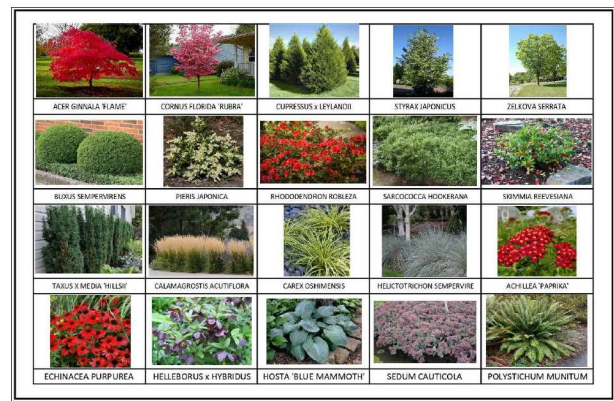 ACER GINNALA 'FLAME' CORNUS FLORIDA 'RUBRA' CUPRESSUS x LEYLANDII STYRAX JAPONICUS ZELKOVA SERRATA
BUXUS SEMPERVIRENS PIERIS JAPONICA RHODODENDRON ROBLEZA SARCOCOCCA HOOKERANA SKIMMIA REEVESIANA
TAXUS X MEDIA 'HILLSII' CALAMAGROSTIS ACUTIFLORA CAREX OSHIMENSIS HELICTOTRICHON SEMPERVIRE ACHILLEA 'PAPRIKA'
ECHINACEA PURPUREA HELLEBORUS x HYBRIDUS HOSTA 'BLUE MAMMOTH' SEDUM CAUTICOLA POLYSTICHUM MUNITUM